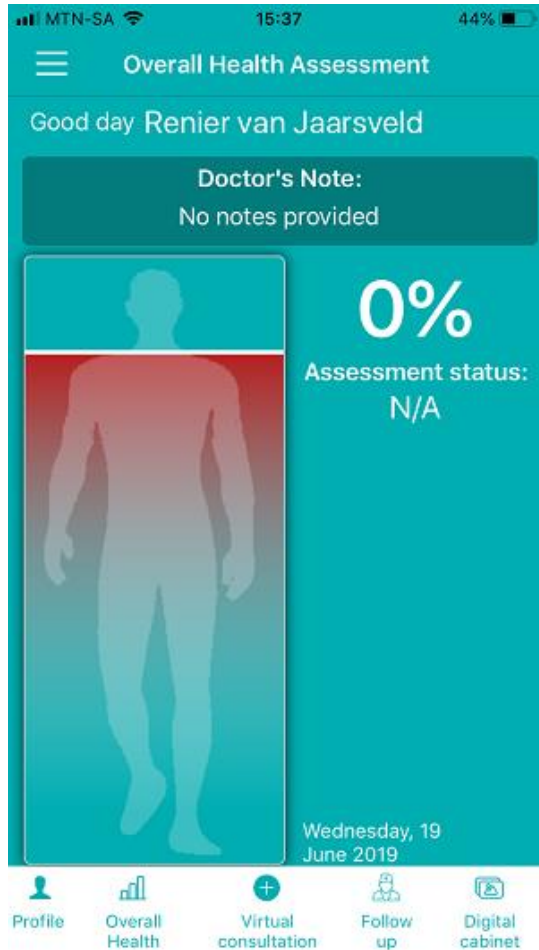 MTN-SA 15:37 44%
Overall Health Assessment
Good day Renier van Jaarsveld
Doctor's Note:
No notes provided
0%
Assessment status:
N/A
Wednesday, 19
June 2019
Profile
Overall
Health
Virtual
consultation
Follow
up
Digital
cabinet